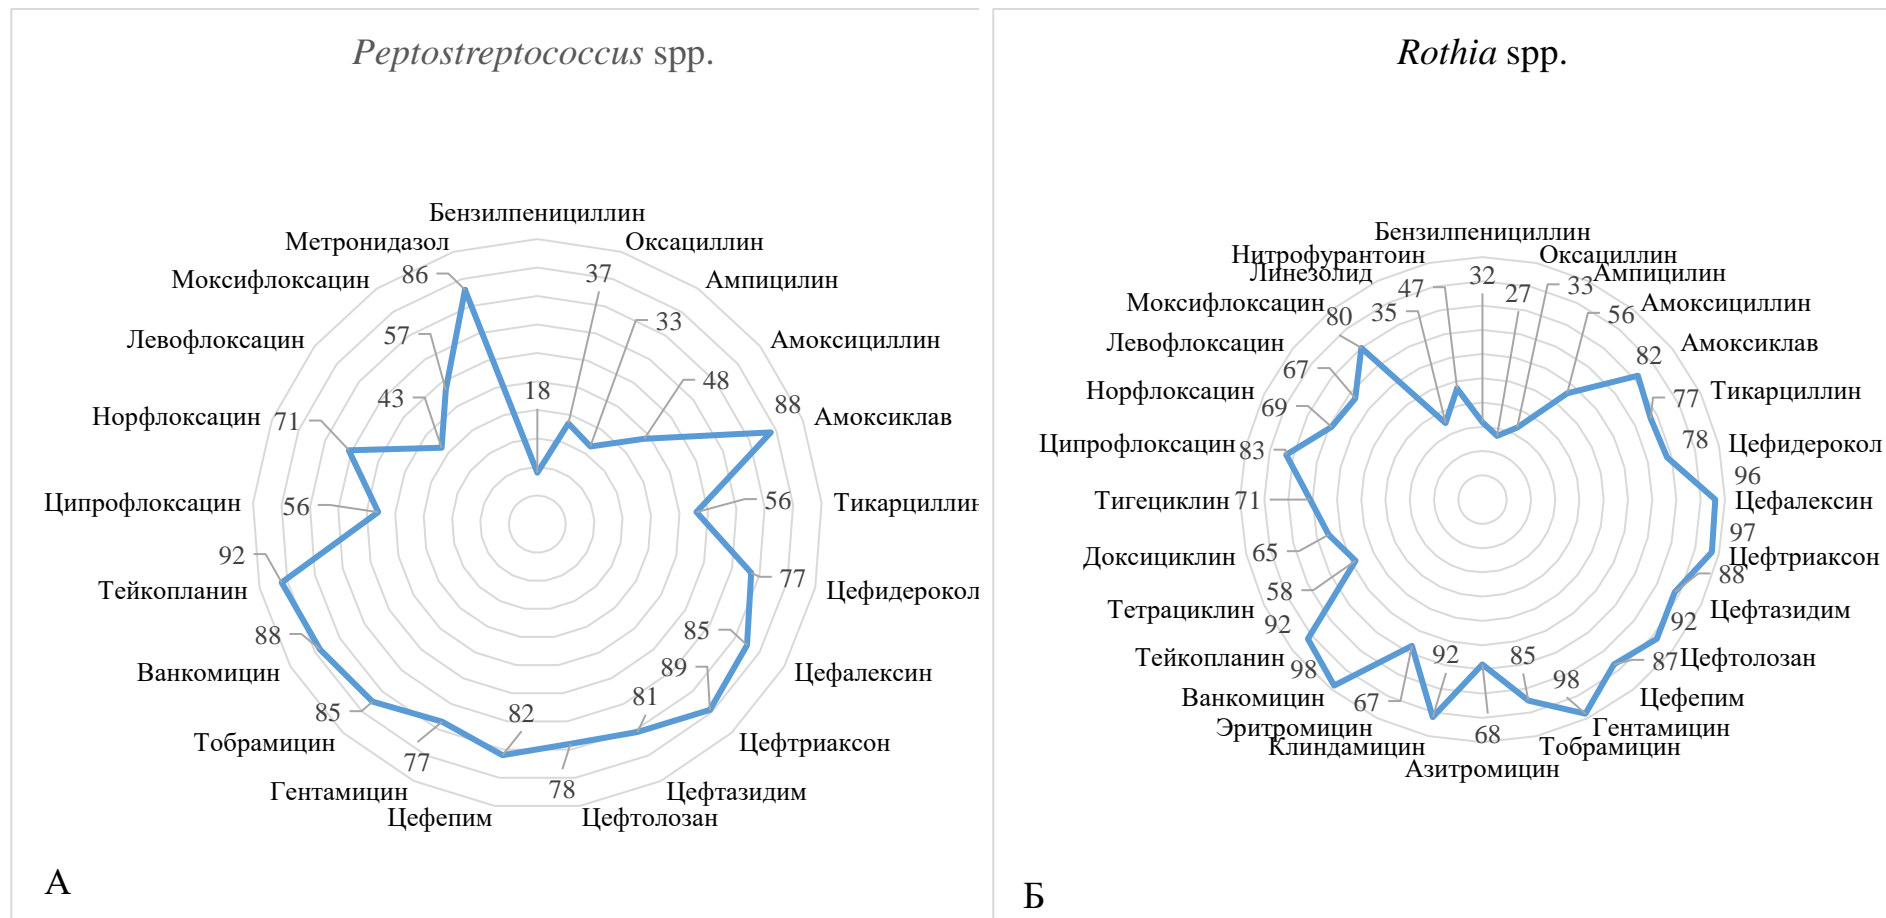 Peptostreptococcus spp.
Бензилпенициллин
Оксациллин
Ампицилин
Амоксициллин
Амоксиклав
Тикарциллин
Цефидерокол
Цефалексин
Цефтриаксон
Цефтазидим
Цефтолозан
Цефепим
Гентамицин
Тобрамицин
Ванкомицин
Тейкопланин
Ципрофлоксацин
Норфлоксацин
Левофлоксацин
Моксифлоксацин
Метронидазол
18
37
33
48
88
56
77
85
89
81
78
82
77
85
88
92
56
71
43
57
86
А
Rothia spp.
Бензилпенициллин
Оксациллин
Ампицилин
Амоксициллин
Амоксиклав
Тикарциллин
Цефидерокол
Цефалексин
Цефтриаксон
Цефтазидим
Цефтолозан
Цефепим
Гентамицин
Тобрамицин
Азитромицин
Клиндамицин
Эритромицин
Ванкомицин
Тейкопланин
Тетрациклин
Доксициклин
Тигециклин
Ципрофлоксацин
Норфлоксацин
Левофлоксацин
Моксифлоксацин
Линезолид
Нитрофурантоин
32
27
33
56
82
77
78
96
97
88
92
87
98
85
68
92
67
98
92
58
65
71
83
69
67
80
35
47
Б